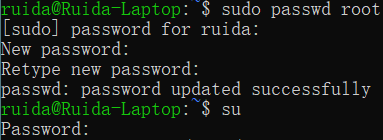 ruida@Ruida-Laptop:~$ sudo passwd root
[sudo] password for ruida:
New password:
Retype new password:
passwd: password updated successfully
ruida@Ruida-Laptop:~$ su
Password: